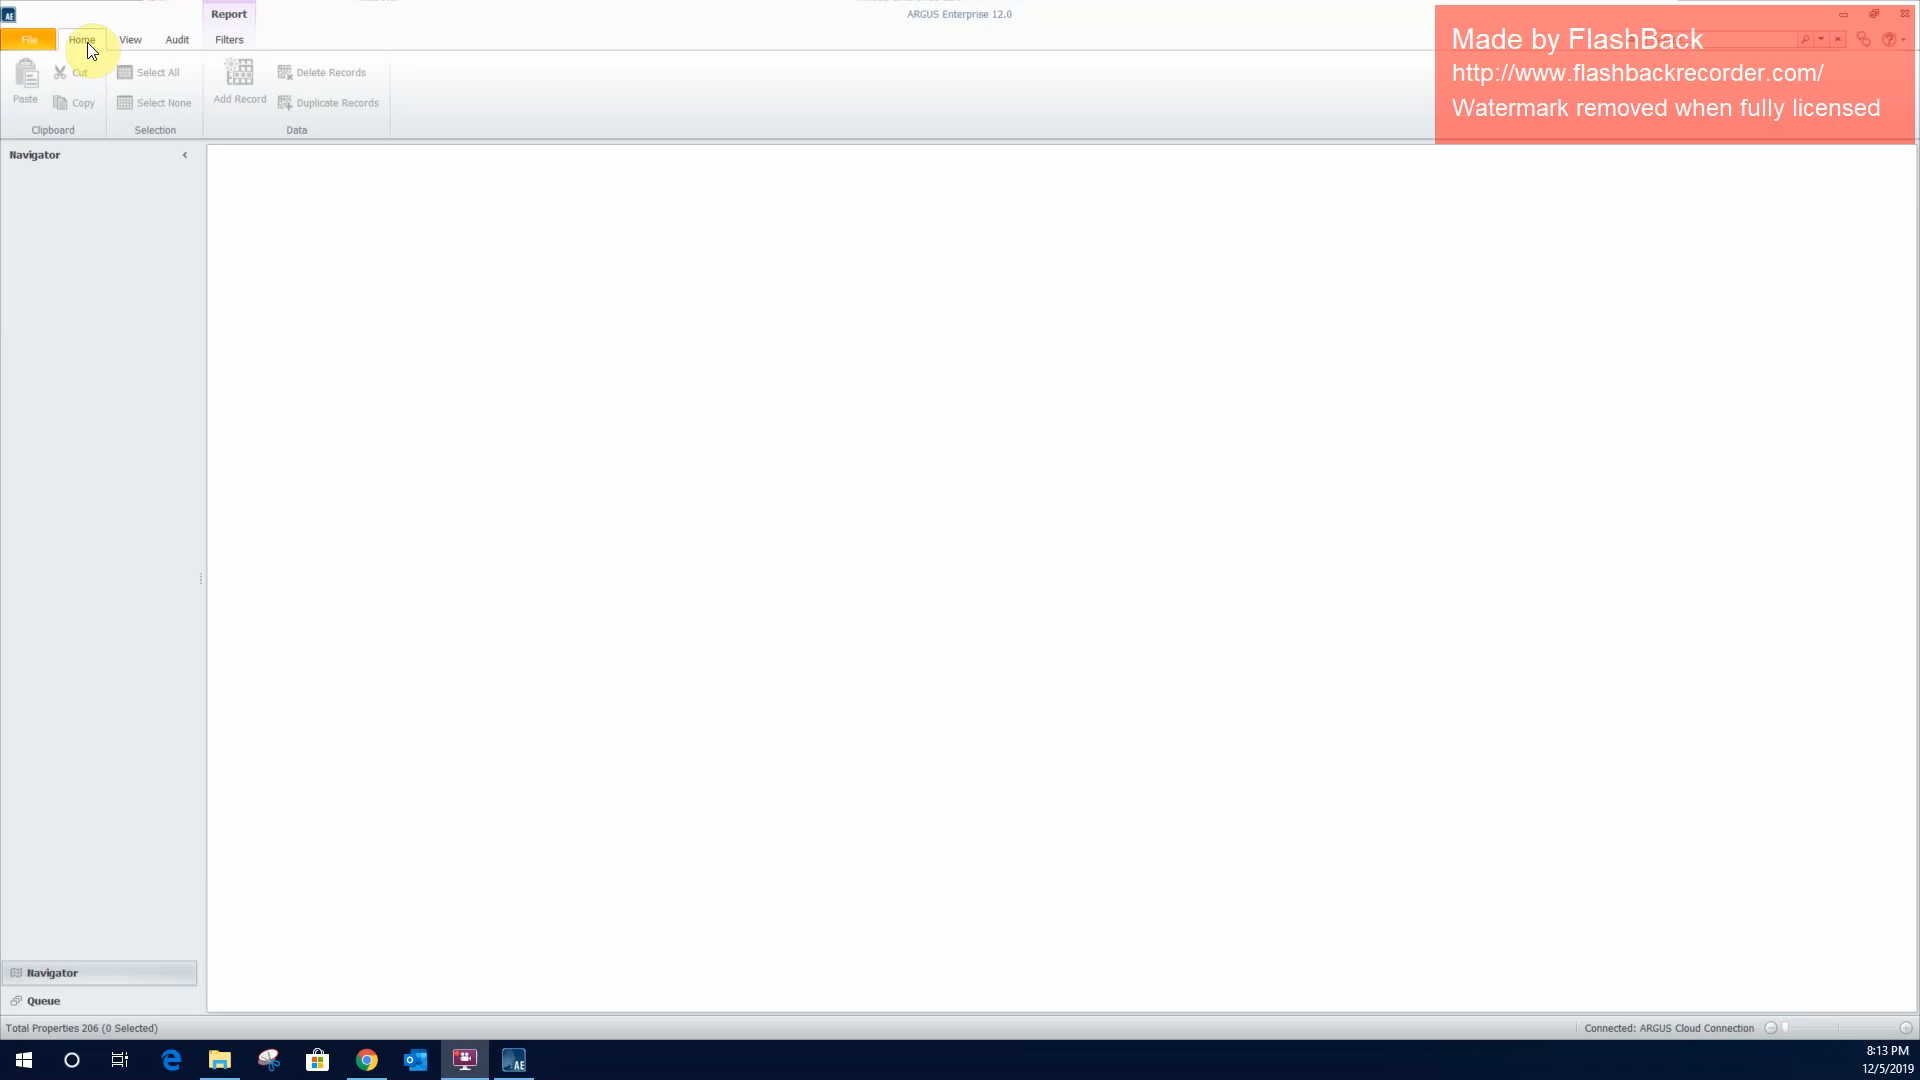 Report
ARGUS Enterprise 12.0
File
Home
View
Audit
Filters
Made by FlashBack
http://www.flashbackrecorder.com/
Watermark removed when fully licensed
Paste
Cut
Copy
Clipboard
Select All
Select None
Selection
Add Record
Delete Records
Duplicate Records
Data
Navigator
Navigator
Queue
Total Properties 206 (0 Selected)
Connected: ARGUS Cloud Connection
AE
AE
8:13 PM
12/5/2019